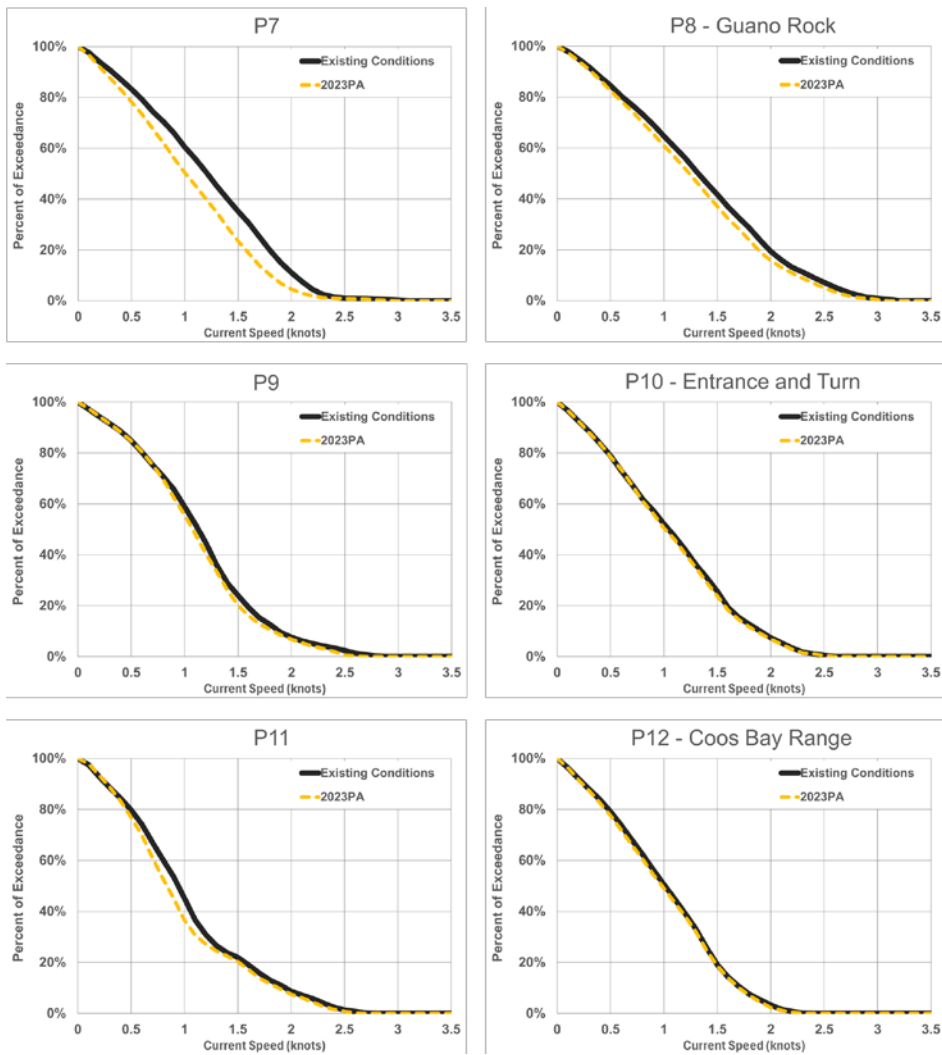 P7
100%
80%
60%
40%
20%
0%
Percent of Exceedance
Existing Conditions
2023PA
0 0.5 1 1.5 2 2.5 3 3.5
Current Speed (knots)
P8 - Guano Rock
100%
80%
60%
40%
20%
0%
Percent of Exceedance
Existing Conditions
2023PA
0 0.5 1 1.5 2 2.5 3 3.5
Current Speed (knots)
P9
100%
80%
60%
40%
20%
0%
Percent of Exceedance
Existing Conditions
2023PA
0 0.5 1 1.5 2 2.5 3 3.5
Current Speed (knots)
P10 - Entrance and Turn
100%
80%
60%
40%
20%
0%
Percent of Exceedance
Existing Conditions
2023PA
0 0.5 1 1.5 2 2.5 3 3.5
Current Speed (knots)
P11
100%
80%
60%
40%
20%
0%
Percent of Exceedance
Existing Conditions
2023PA
0 0.5 1 1.5 2 2.5 3 3.5
Current Speed (knots)
P12 - Coos Bay Range
100%
80%
60%
40%
20%
0%
Percent of Exceedance
Existing Conditions
2023PA
0 0.5 1 1.5 2 2.5 3 3.5
Current Speed (knots)